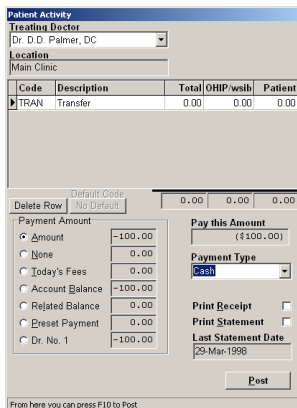 Patient Activity
Treating Doctor
Dr. D.D. Palmer, DC
Location
Main Clinic
Code Description Total OHIP/wsib Patient
TRAN Transfer 0.00 0.00 0.00
Default Code
Delete Row No Default 0.00 0.00 0.00
Payment Amount
Amount -100.00
None 0.00
Today's Fees 0.00
Account Balance -100.00
Related Balance 0.00
Preset Payment 0.00
Dr. No. 1 -100.00
Pay this Amount
($100.00)
Payment Type
Cash
Print Receipt
Print Statement
Last Statement Date
29-Mar-1998
Post
From here you can press F10 to Post